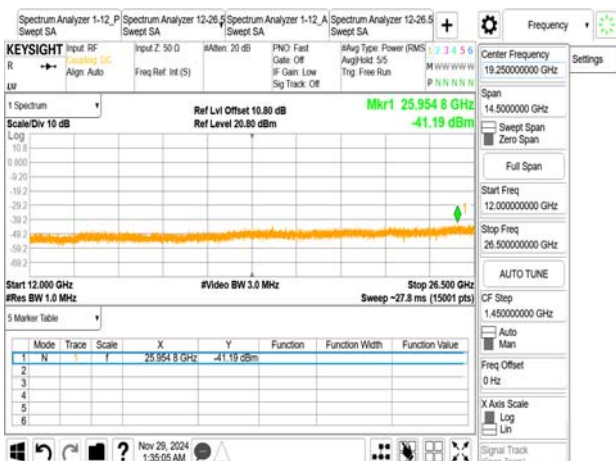 Spectrum Analyzer 1-12_P
Swept SA
Spectrum Analyzer 12-26.5
Swept SA
Spectrum Analyzer 1-12_A
Swept SA
Spectrum Analyzer 12-26.5
Swept SA
+
Frequency
KEYSIGHT
R
LXI
Input: RF
Coupling: DC
Align: Auto
Input Z: 50 Ω
Freq Ref: Int (S)
#Atten: 20 dB
PNO: Fast
Gate: Off
IF Gain: Low
Sig Track: Off
#Avg Type: Power (RMS
Avg|Hold: 5/5
Trig: Free Run
1 2 3 4 5 6
M W W W W W
P N N N N N
1 Spectrum
Scale/Div 10 dB
Ref Lvl Offset 10.80 dB
Ref Level 20.80 dBm
Mkr1 25.954 8 GHz
-41.19 dBm
Log
10.8
0.800
-9.20
-19.2
-29.2
-39.2
-49.2
-59.2
-69.2
1
Start 12.000 GHz
#Res BW 1.0 MHz
#Video BW 3.0 MHz
Stop 26.500 GHz
Sweep ~27.8 ms (15001 pts)
5 Marker Table
Mode Trace Scale X Y Function Function Width Function Value
1 N 1 f 25.954 8 GHz -41.19 dBm
2
3
4
5
6
Nov 29, 2024
1:35:05 AM
Center Frequency
19.250000000 GHz
Settings
Span
14.5000000 GHz
Swept Span
Zero Span
Full Span
Start Freq
12.000000000 GHz
Stop Freq
26.500000000 GHz
AUTO TUNE
CF Step
1.450000000 GHz
Auto
Man
Freq Offset
0 Hz
X Axis Scale
Log
Lin
Signal Track